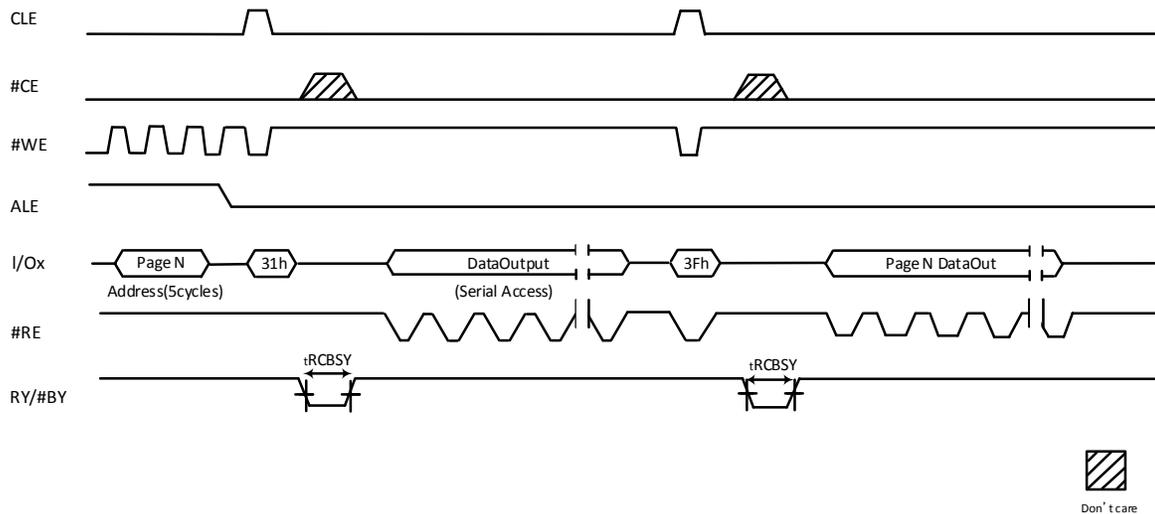 CLE
#CE
#WE
ALE
I/Ox
Page N
31h
DataOutput
3Fh
Page N DataOut
Address(5cycles)
(Serial Access)
#RE
tRCBSY
tRCBSY
RY/#BY
Don't care